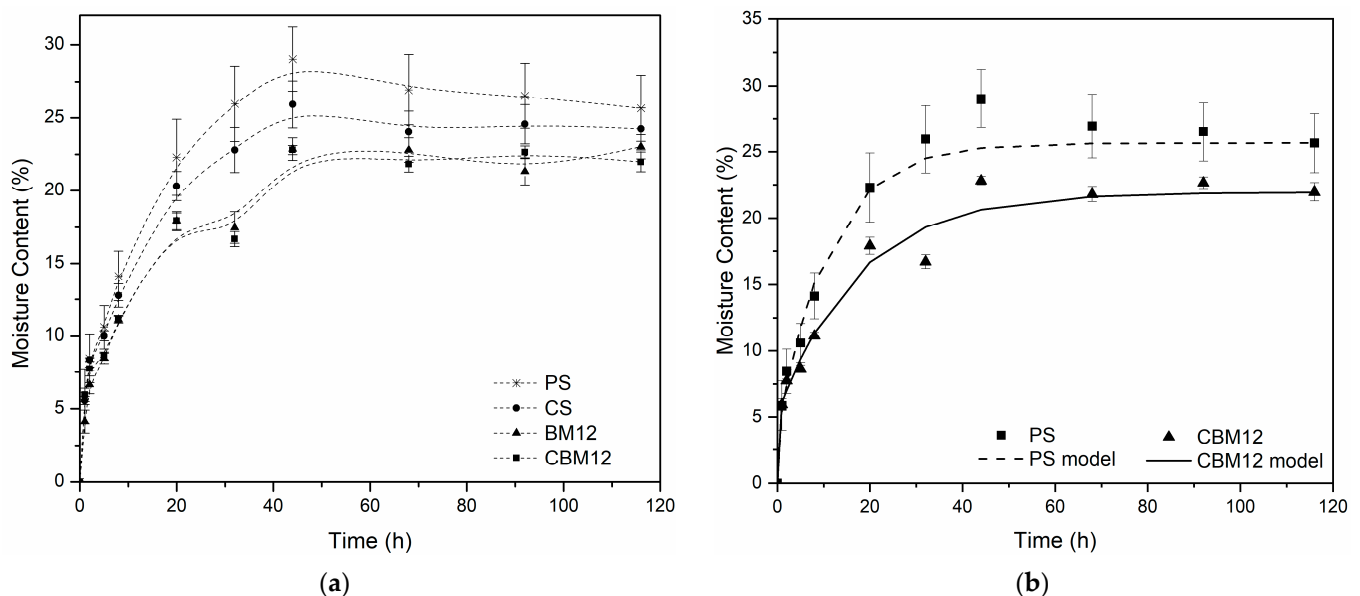 30
25
20
15
10
5
0
Moisture Content (%)
0 20 40 60 80 100 120
Time (h)
PS
CS
BM12
CBM12
(a)
35
30
25
20
15
10
5
0
Moisture Content (%)
0 20 40 60 80 100 120
Time (h)
PS CBM12
PS model CBM12 model
(b)